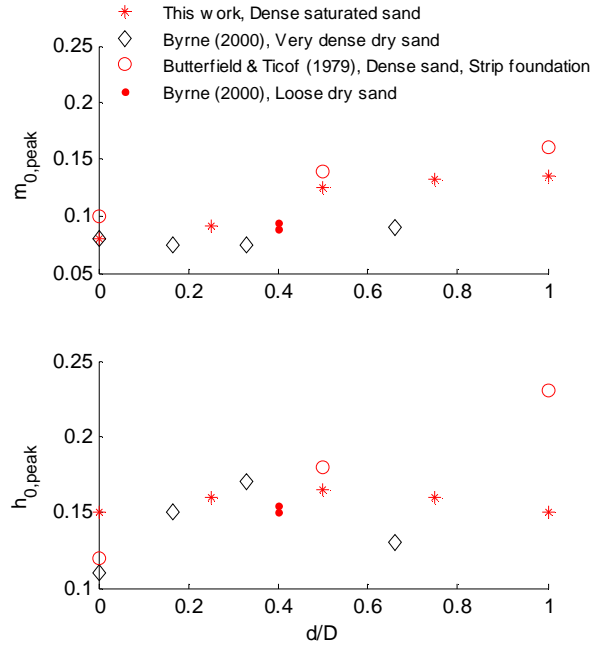 This work, Dense saturated sand
Byrne (2000), Very dense dry sand
Butterfield & Ticof (1979), Dense sand, Strip foundation
Byrne (2000), Loose dry sand
0.25
0.2
0.15
0.1
0.05
m0,peak
0 0.2 0.4 0.6 0.8 1
0.25
0.2
0.15
0.1
h0,peak
0 0.2 0.4 0.6 0.8 1
d/D